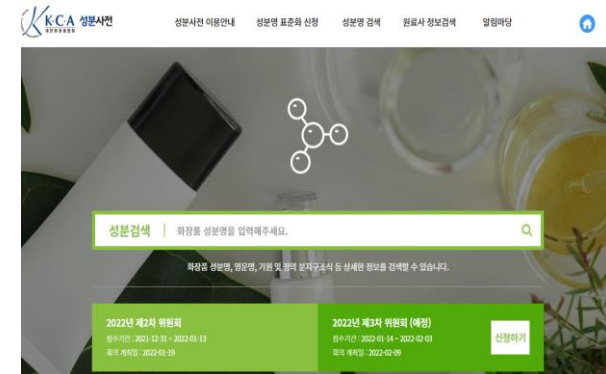 K·C·A 성분사전
대한화장품협회
성분사전 이용안내 성분명 표준화 신청 성분명 검색 원료사 정보검색 알림마당
성분검색 화장품 성분명을 입력해주세요.
화장품 성분명, 영문명, 기원 및 정의 분자구조식 등 상세한 정보를 검색할 수 있습니다.
2022년 제2차 위원회
접수기간 : 2021-12-31 ~ 2022-01-13
회의 개최일 : 2022-01-19
2022년 제3차 위원회 (예정)
접수기간 : 2022-01-14 ~ 2022-02-03
회의 개최일 : 2022-02-09
신청하기